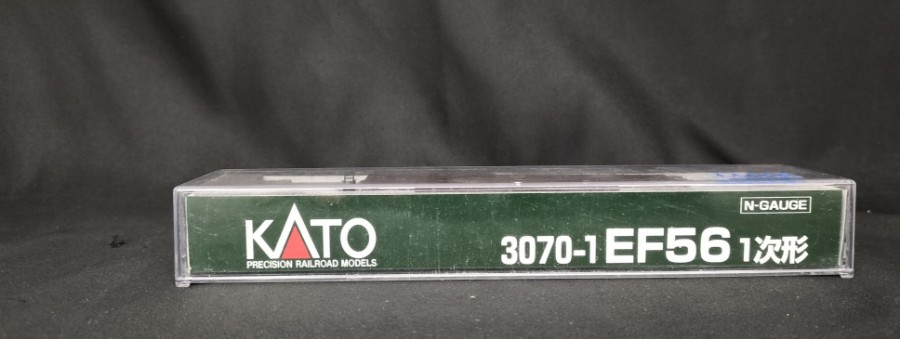 KATO
PRECISION RAILROAD MODELS
N-GAUGE
3070-1 EF56 1次形